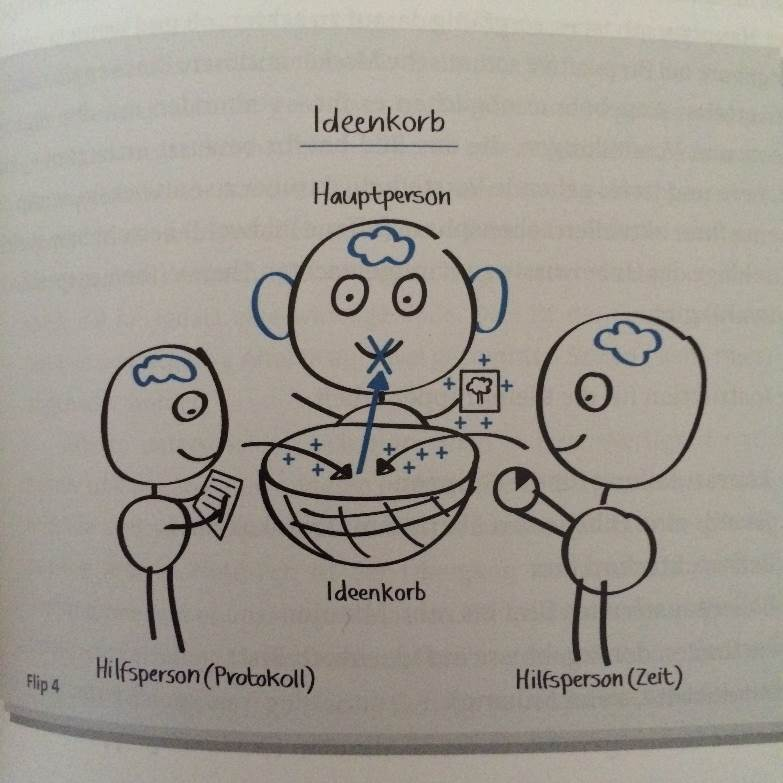 Ideenkorb
Hauptperson
Ideenkorb
Hilfsperson (Protokoll)
Hilfsperson (Zeit)
Flip 4